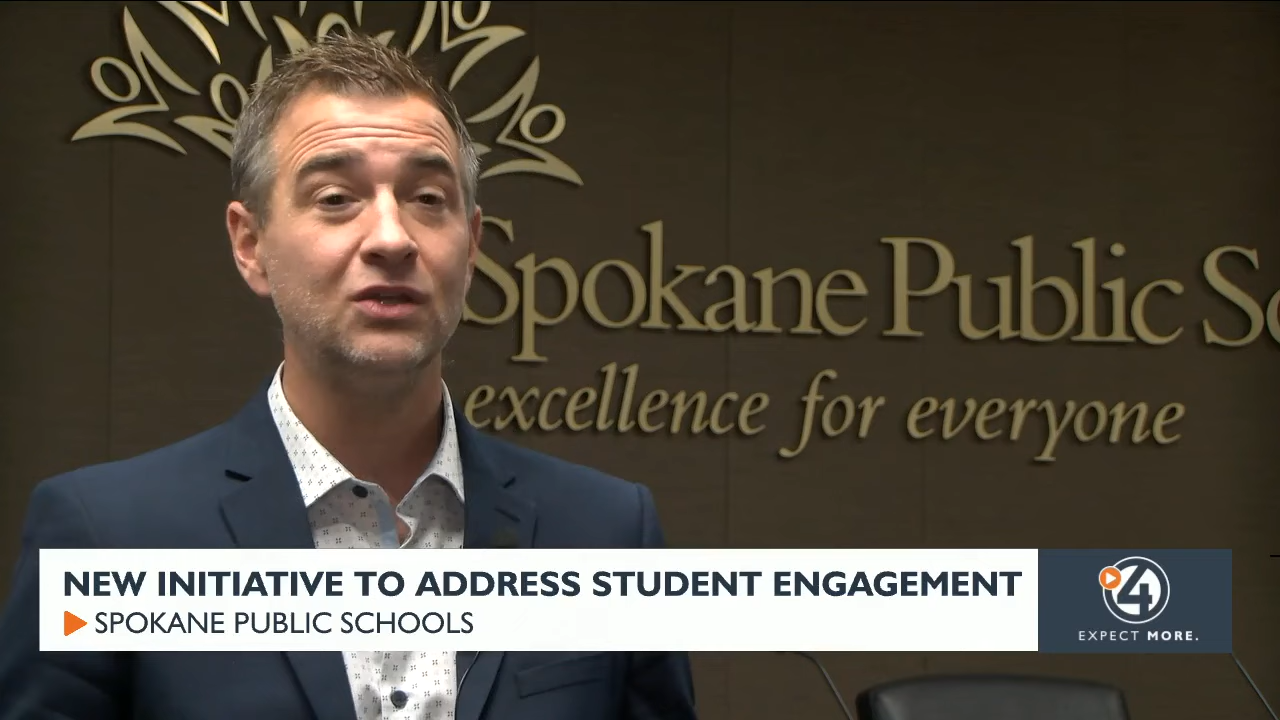 Spokane Public Sc
excellence for everyone
NEW INITIATIVE TO ADDRESS STUDENT ENGAGEMENT
SPOKANE PUBLIC SCHOOLS
4
EXPECT MORE.